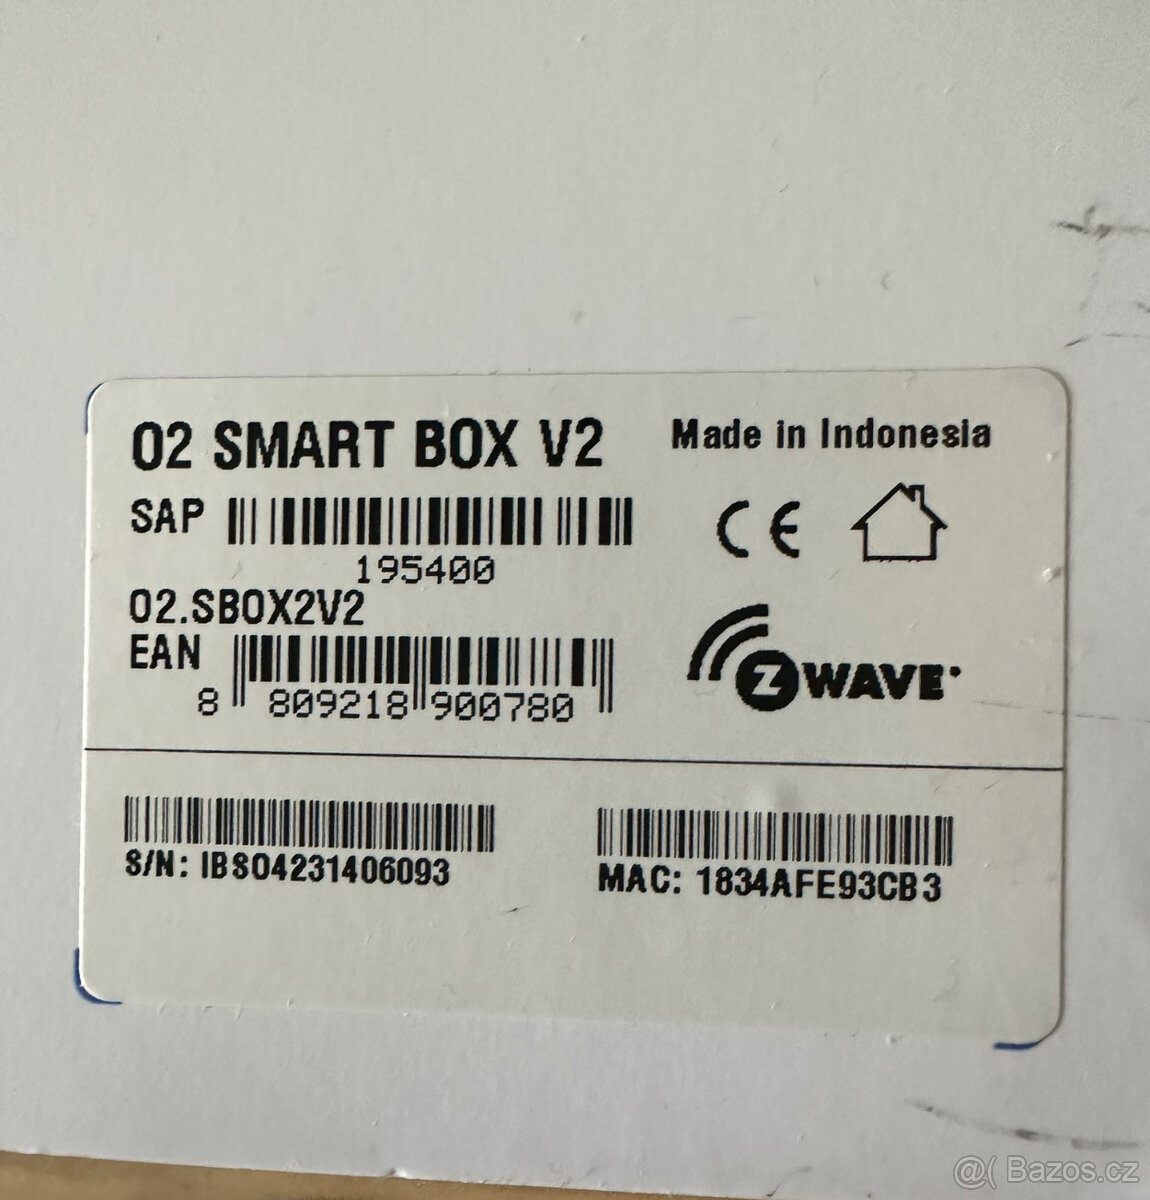 O2 SMART BOX V2
Made in Indonesia
SAP
195400
CE
O2.SBOX2V2
EAN
8 809218 900780
Z WAVE
S/N: IBS04231406093
MAC: 1834AFE93CB3
@( Bazos.cz